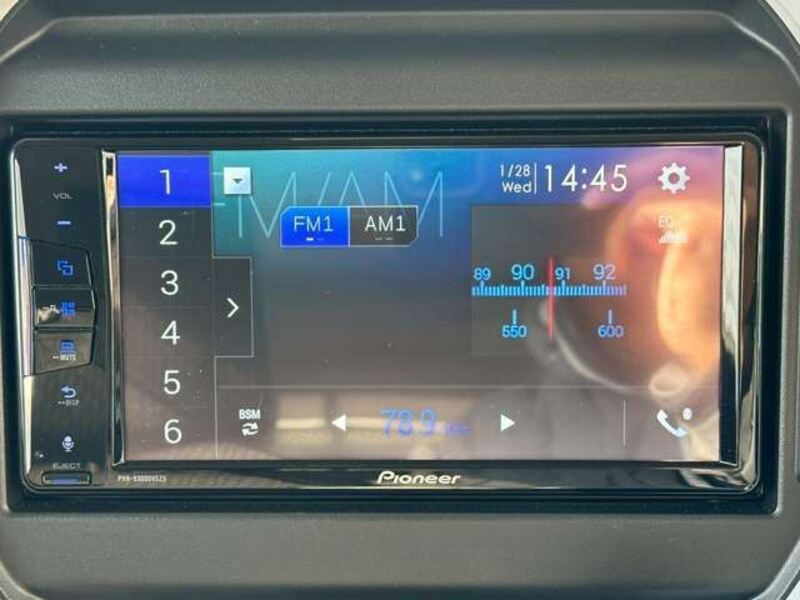 1
2
3
4
5
6
FM/AM
FM1
AM1
1/28
Wed
14:45
EQ
89 90 91 92
550 600
BSM
78.9
+
VOL
−
MUTE
DISP
EJECT
Pioneer